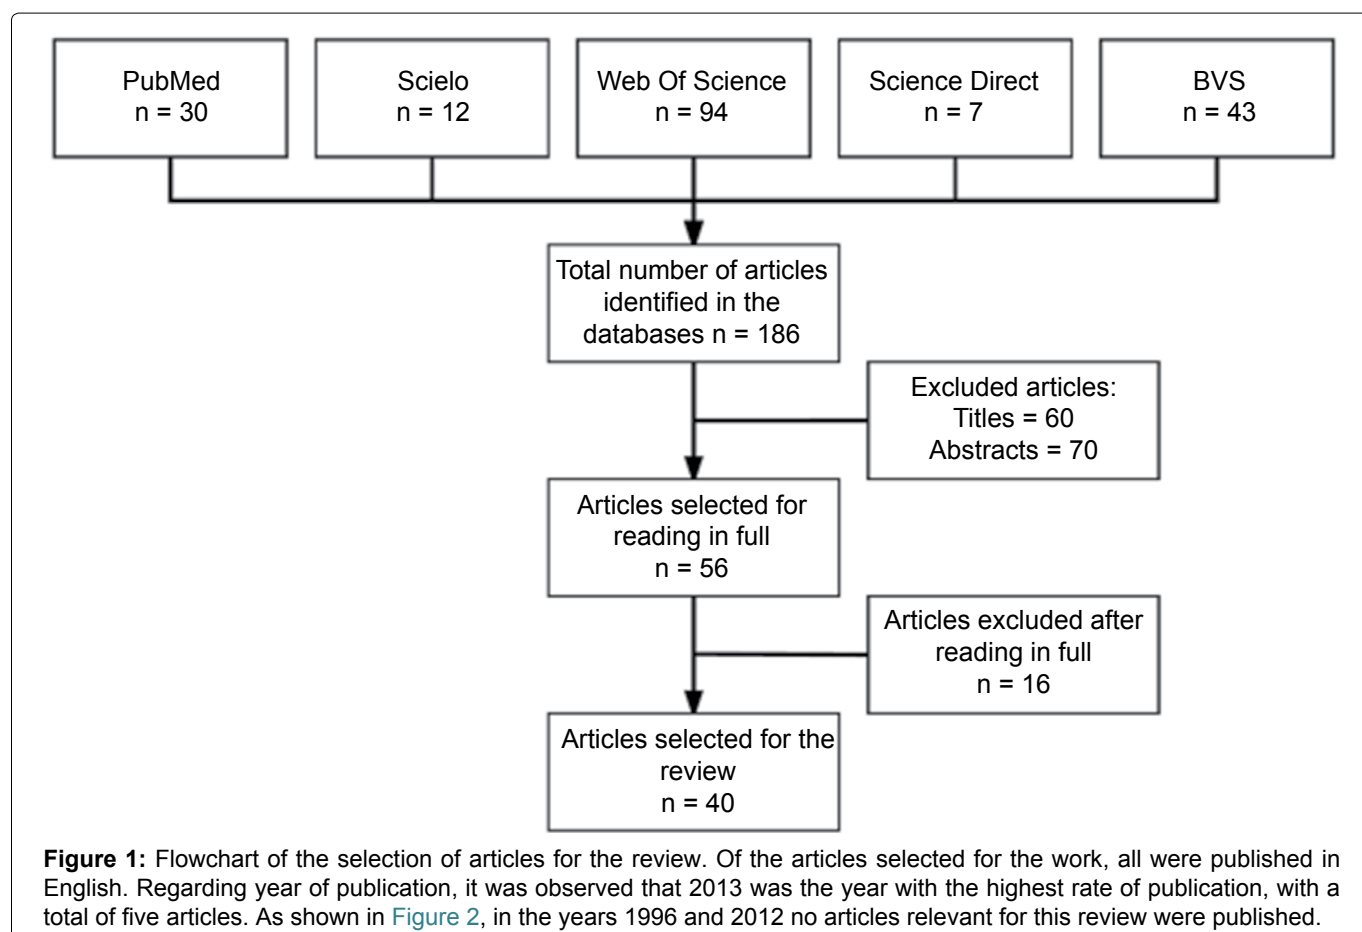 PubMed
n = 30
Scielo
n = 12
Web Of Science
n = 94
Science Direct
n = 7
BVS
n = 43
Total number of articles
identified in the
databases n = 186
Excluded articles:
Titles = 60
Abstracts = 70
Articles selected for
reading in full
n = 56
Articles excluded after
reading in full
n = 16
Articles selected for the
review
n = 40
Figure 1: Flowchart of the selection of articles for the review. Of the articles selected for the work, all were published in
English. Regarding year of publication, it was observed that 2013 was the year with the highest rate of publication, with a
total of five articles. As shown in Figure 2, in the years 1996 and 2012 no articles relevant for this review were published.